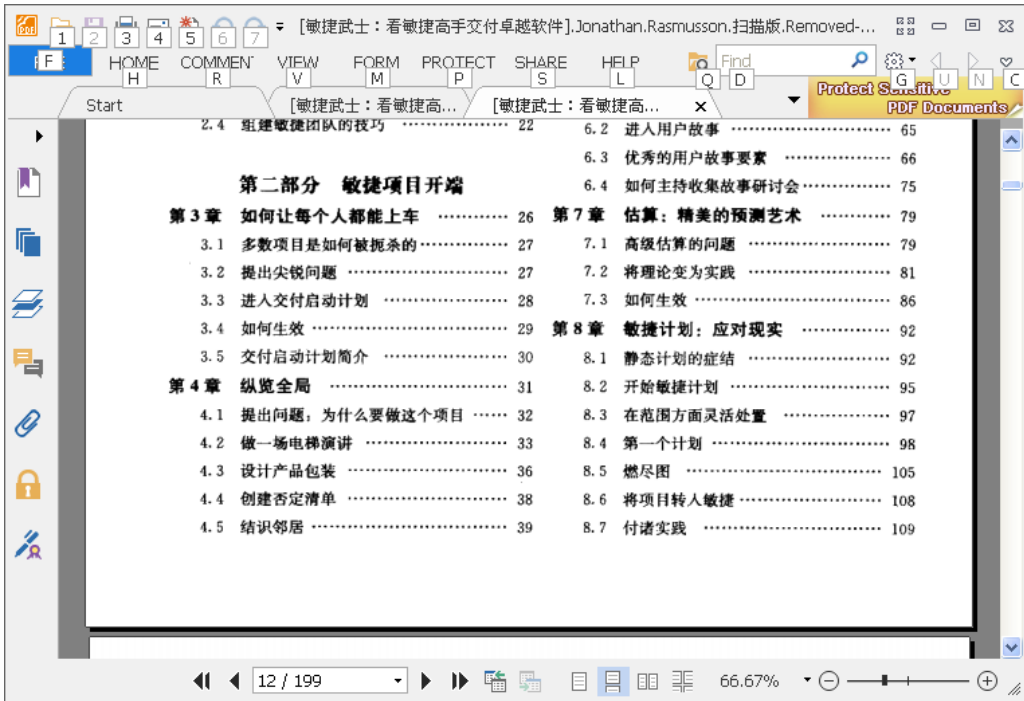 [敏捷武士：看敏捷高手交付卓越软件].Jonathan.Rasmusson.扫描版.Removed-...
1 2 3 4 5 6 7
F
HOME COMMENT VIEW FORM PROTECT SHARE HELP Find
H R V M P S L Q D G U N C
Start
[敏捷武士：看敏捷高...
[敏捷武士：看敏捷高...
Protect Sensitive
PDF Documents
2.4 组建敏捷团队的技巧 ………… 22
第二部分 敏捷项目开端
第3章 如何让每个人都能上车 ………… 26
3.1 多数项目是如何被扼杀的………… 27
3.2 提出尖锐问题 ………… 27
3.3 进入交付启动计划 ………… 28
3.4 如何生效 ………… 29
3.5 交付启动计划简介 ………… 30
第4章 纵览全局 ………… 31
4.1 提出问题：为什么要做这个项目 …… 32
4.2 做一场电梯演讲 ………… 33
4.3 设计产品包装 ………… 36
4.4 创建否定清单 ………… 38
4.5 结识邻居 ………… 39
6.2 进入用户故事 ………… 65
6.3 优秀的用户故事要素 ………… 66
6.4 如何主持收集故事研讨会………… 75
第7章 估算：精美的预测艺术 ………… 79
7.1 高级估算的问题 ………… 79
7.2 将理论变为实践 ………… 81
7.3 如何生效 ………… 86
第8章 敏捷计划：应对现实 ………… 92
8.1 静态计划的症结 ………… 92
8.2 开始敏捷计划 ………… 95
8.3 在范围方面灵活处置 ………… 97
8.4 第一个计划 ………… 98
8.5 燃尽图 ………… 105
8.6 将项目转入敏捷………… 108
8.7 付诸实践 ………… 109
12 / 199
66.67%